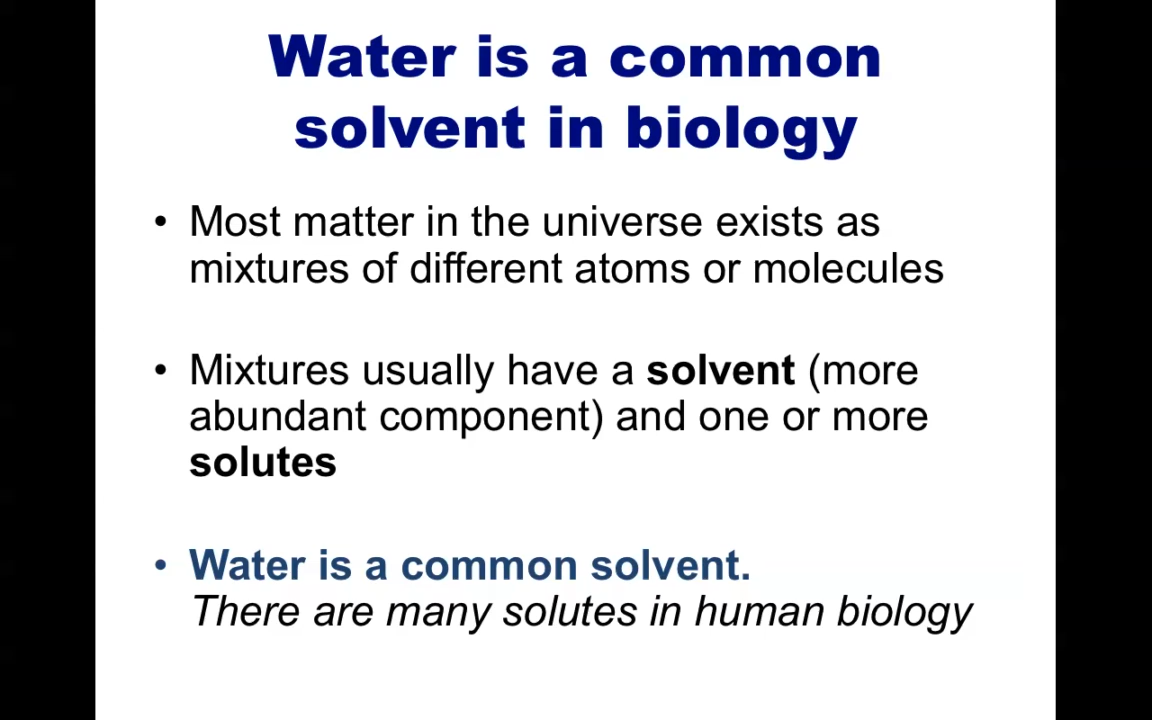 Water is a common
solvent in biology
• Most matter in the universe exists as
mixtures of different atoms or molecules
• Mixtures usually have a solvent (more
abundant component) and one or more
solutes
• Water is a common solvent.
There are many solutes in human biology